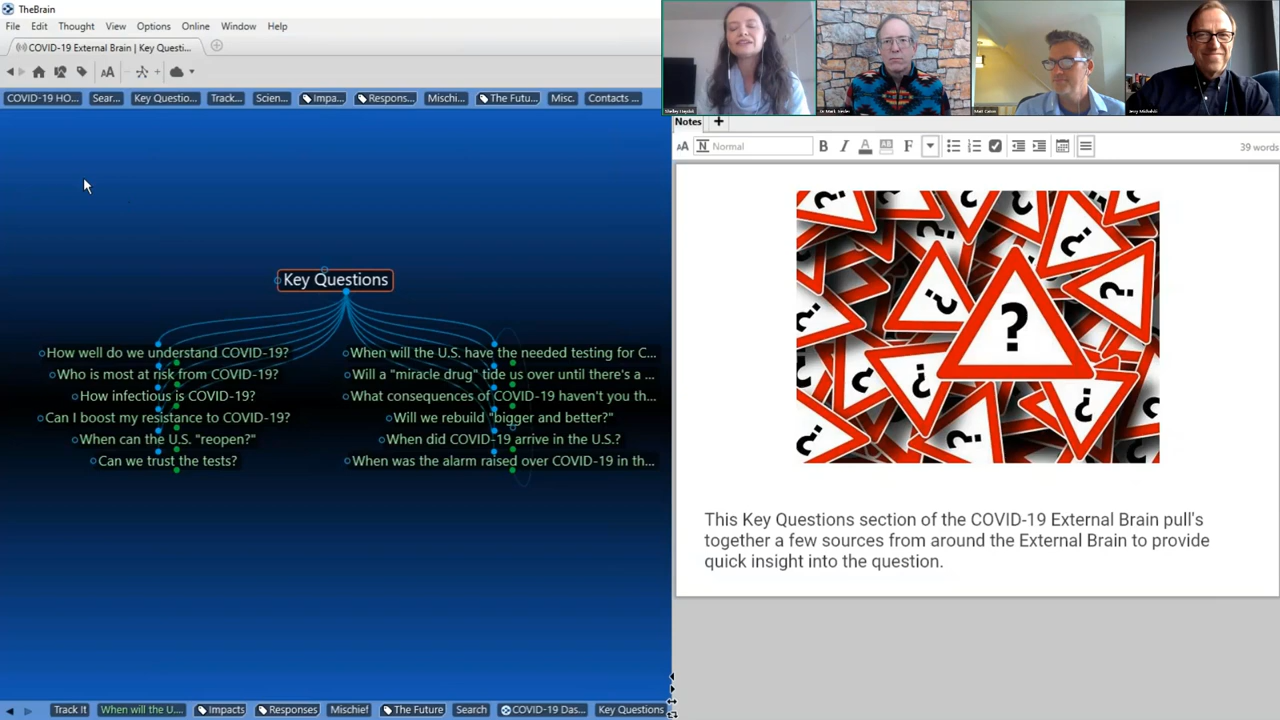 TheBrain
File Edit Thought View Options Online Window Help
COVID-19 External Brain | Key Questi...
COVID-19 HO... Sear... Key Questio... Track... Scien... Impa... Respons... Mischi... The Futu... Misc. Contacts ...
Key Questions
How well do we understand COVID-19?
Who is most at risk from COVID-19?
How infectious is COVID-19?
Can I boost my resistance to COVID-19?
When can the U.S. "reopen?"
Can we trust the tests?
When will the U.S. have the needed testing for C...
Will a "miracle drug" tide us over until there's a ...
What consequences of COVID-19 haven't you th...
Will we rebuild "bigger and better?"
When did COVID-19 arrive in the U.S.?
When was the alarm raised over COVID-19 in th...
Track It When will the U.... Impacts Responses Mischief The Future Search COVID-19 Das... Key Questions
Notes
Normal
39 words
This Key Questions section of the COVID-19 External Brain pull's
together a few sources from around the External Brain to provide
quick insight into the question.